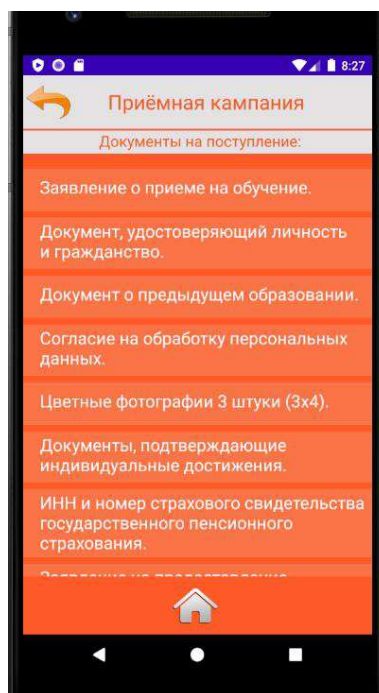 8:27
Приёмная кампания
Документы на поступление:
Заявление о приеме на обучение.
Документ, удостоверяющий личность
и гражданство.
Документ о предыдущем образовании.
Согласие на обработку персональных
данных.
Цветные фотографии 3 штуки (3х4).
Документы, подтверждающие
индивидуальные достижения.
ИНН и номер страхового свидетельства
государственного пенсионного
страхования.